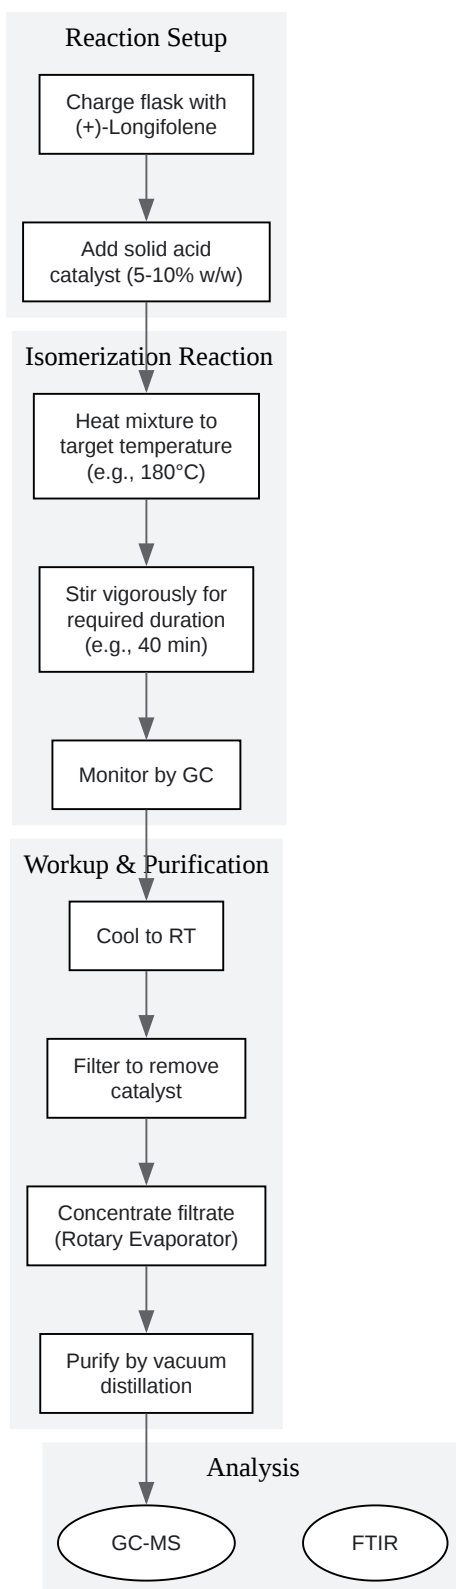 Reaction Setup
Charge flask with
(+)-Longifolene
Add solid acid
catalyst (5-10% w/w)
Isomerization Reaction
Heat mixture to
target temperature
(e.g., 180°C)
Stir vigorously for
required duration
(e.g., 40 min)
Monitor by GC
Workup & Purification
Cool to RT
Filter to remove
catalyst
Concentrate filtrate
(Rotary Evaporator)
Purify by vacuum
distillation
Analysis
GC-MS
FTIR